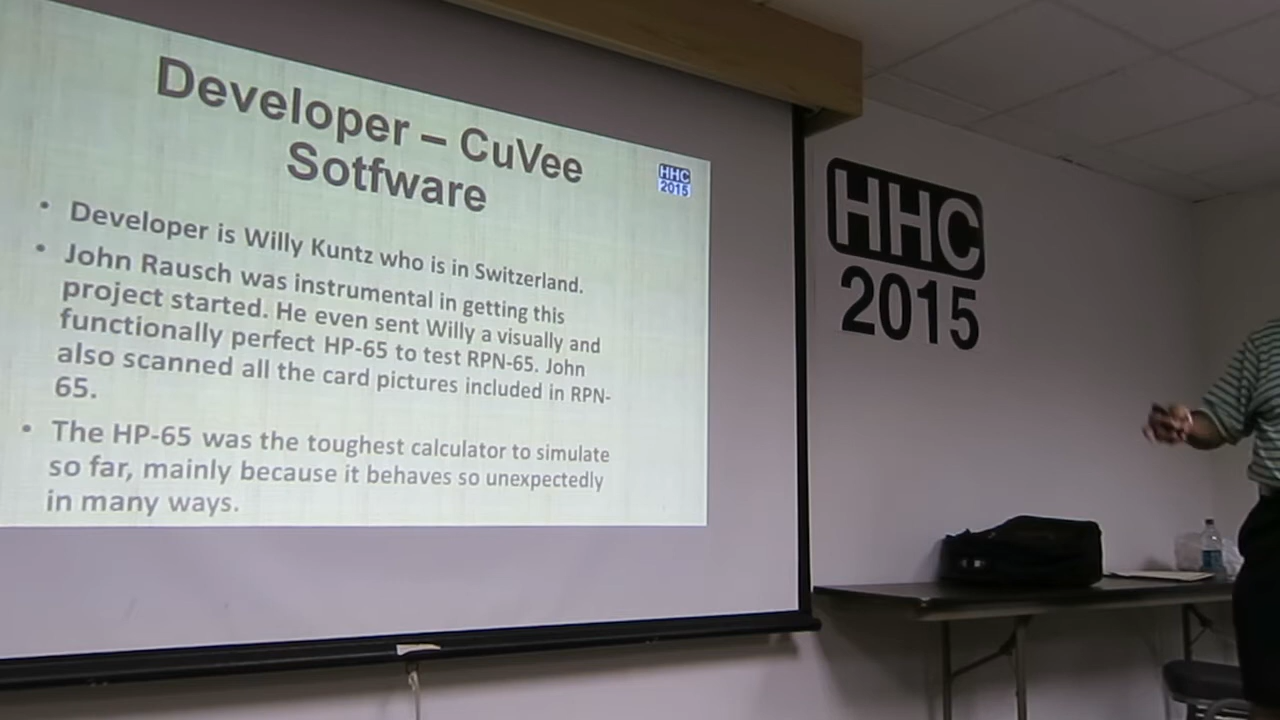 Developer – CuVee
Sotfware
HHC
2015
• Developer is Willy Kuntz who is in Switzerland.
• John Rausch was instrumental in getting this
project started. He even sent Willy a visually and
functionally perfect HP-65 to test RPN-65. John
also scanned all the card pictures included in RPN-
65.
• The HP-65 was the toughest calculator to simulate
so far, mainly because it behaves so unexpectedly
in many ways.
HHC
2015